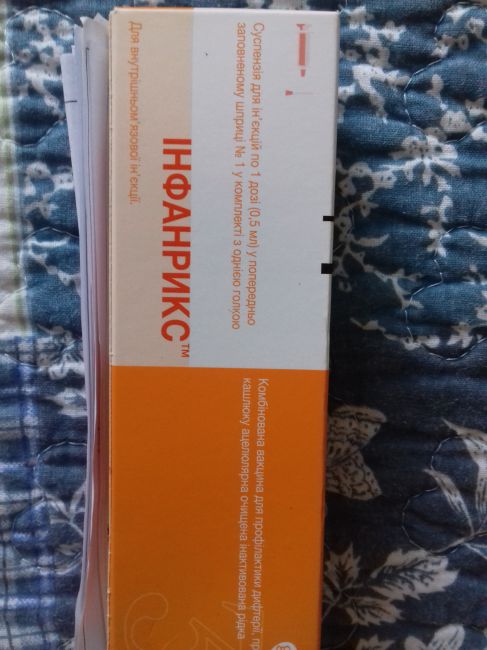 Суспензія для ін'єкцій по 1 дозі (0,5 мл) у попередньо
заповненому шприці № 1 у комплекті з однією голкою
ІНФАНРИКС™
Для внутрішньом'язової ін'єкції.
Комбінована вакцина для профілактики дифтерії, пр
кашлюку ацелюлярна очищена інактивована рідка